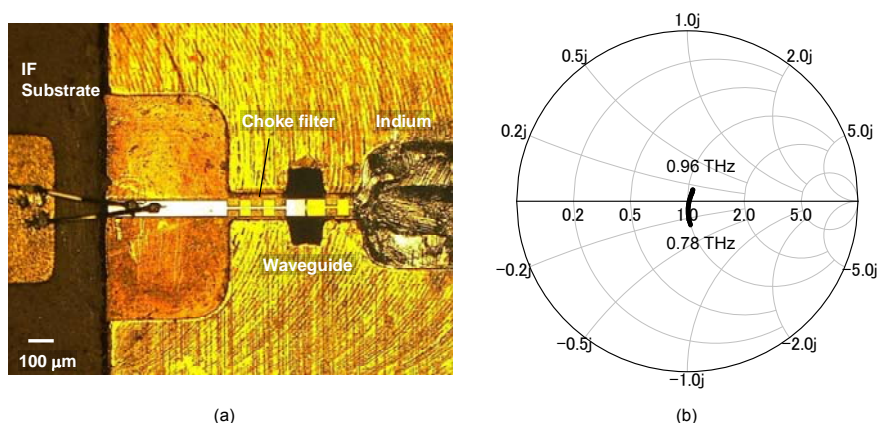 IF
Substrate
Choke filter
Indium
Waveguide
100 μm
(a)
1.0j
0.5j
2.0j
0.2j
5.0j
0.96 THz
0.2
0.5
1.0
2.0
5.0
0.78 THz
−0.2j
−5.0j
−0.5j
−2.0j
−1.0j
(b)